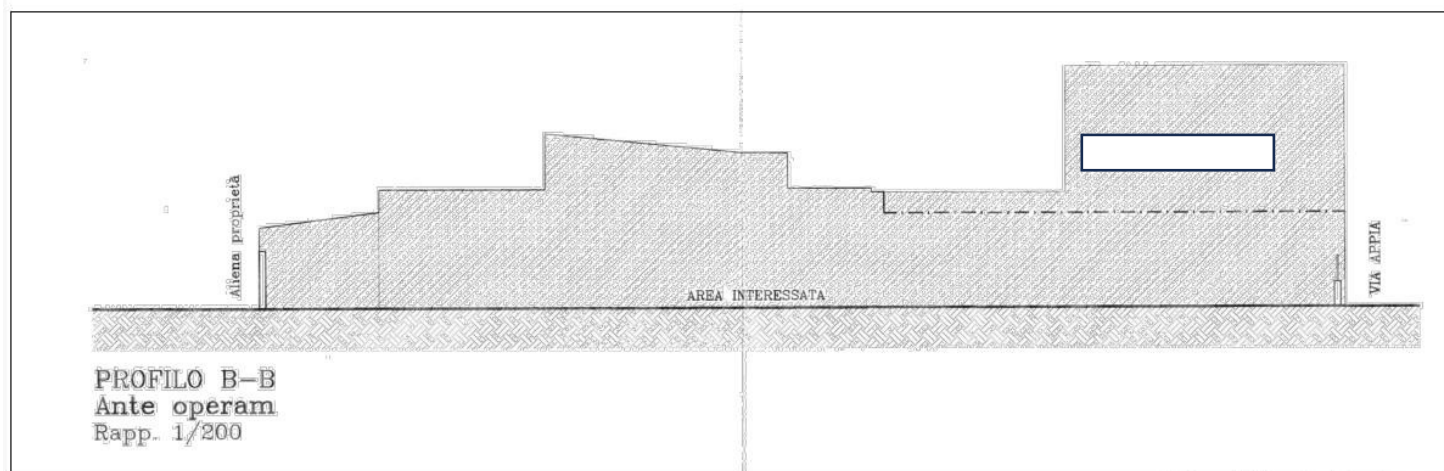 Aliena proprietà
AREA INTERESSATA
VIA APPIA
PROFILO B-B
Ante operam
Rapp. 1/200